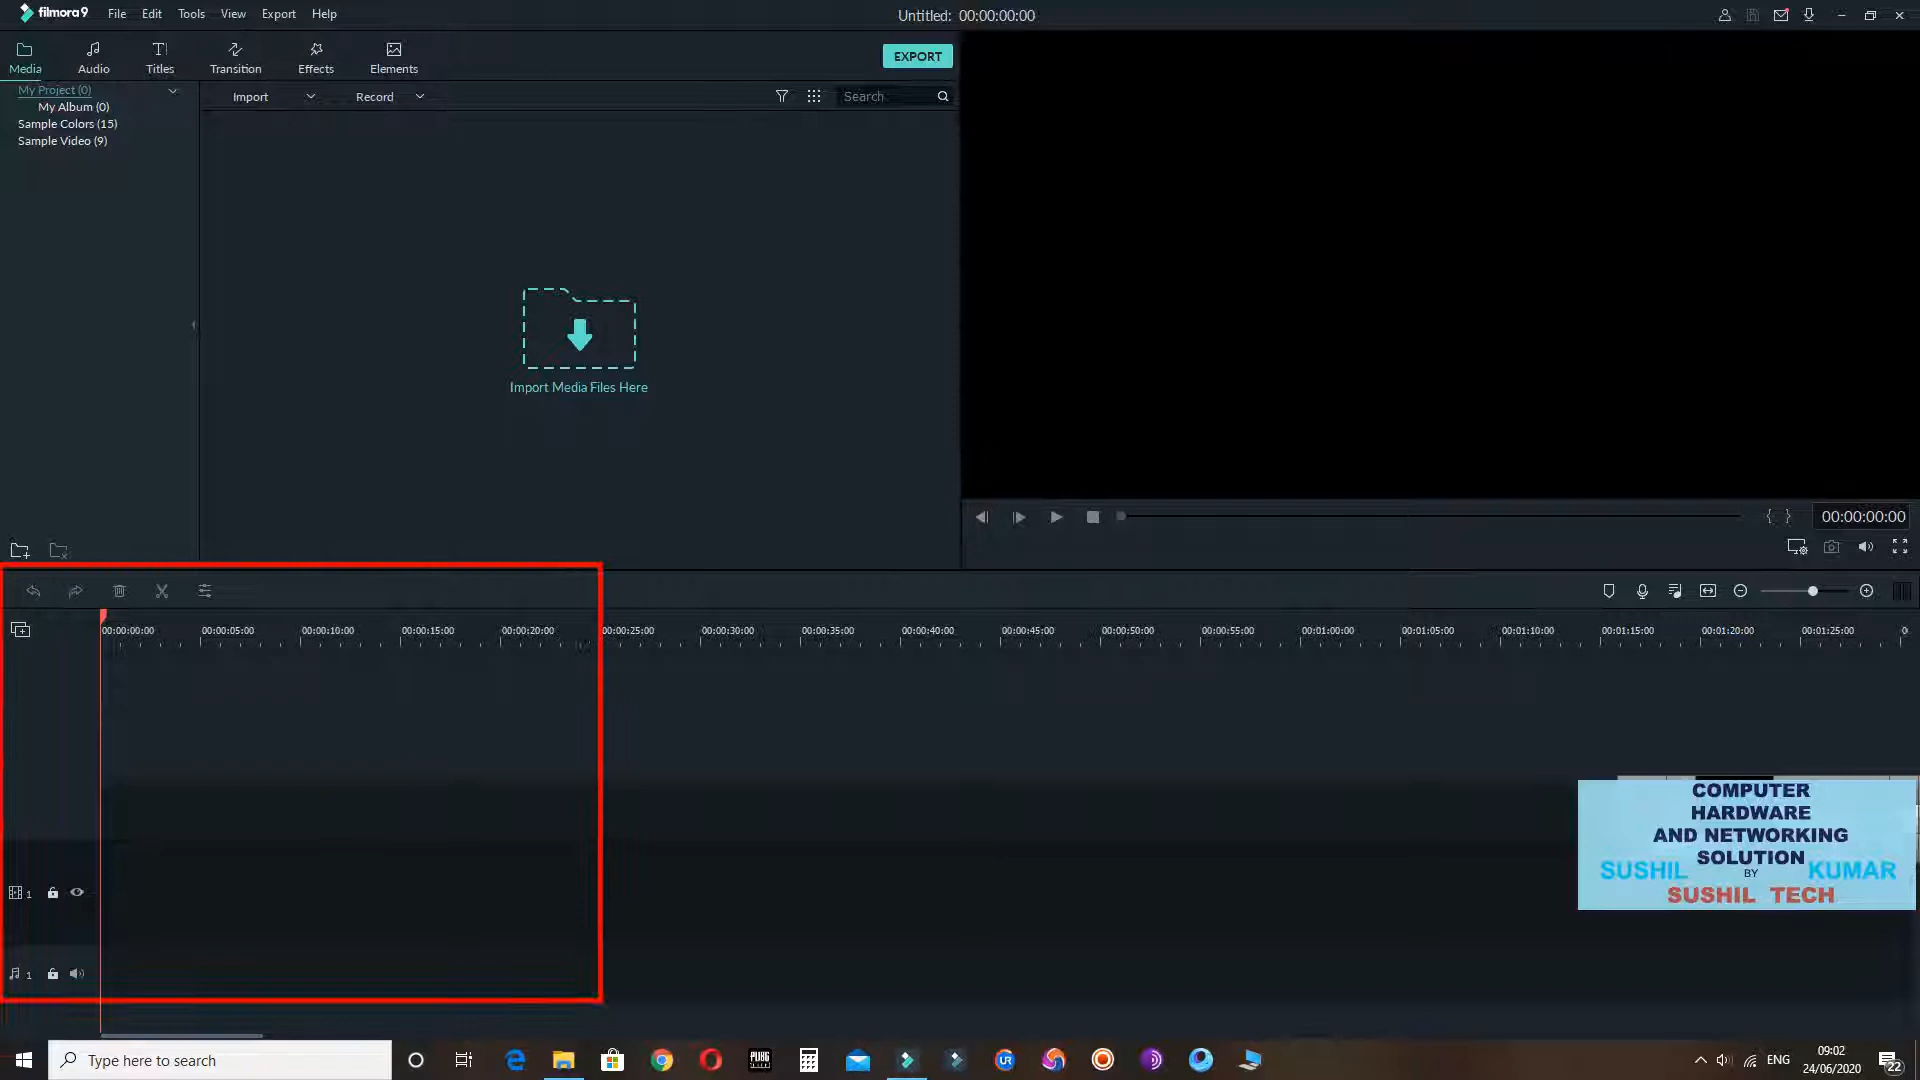 filmora9 File Edit Tools View Export Help Untitled: 00:00:00:00
Media Audio Titles Transition Effects Elements EXPORT
My Project (0)
My Album (0)
Sample Colors (15)
Sample Video (9)
Import Record Search
Import Media Files Here
{ } 00:00:00:00
00:00:00:00 00:00:05:00 00:00:10:00 00:00:15:00 00:00:20:00 00:00:25:00 00:00:30:00 00:00:35:00 00:00:40:00 00:00:45:00 00:00:50:00 00:00:55:00 00:01:00:00 00:01:05:00 00:01:10:00 00:01:15:00 00:01:20:00 00:01:25:00
1
1
COMPUTER
HARDWARE
AND NETWORKING
SOLUTION
SUSHIL BY KUMAR
SUSHIL TECH
Type here to search
UR
PUBG
ENG
09:02
24/06/2020
22